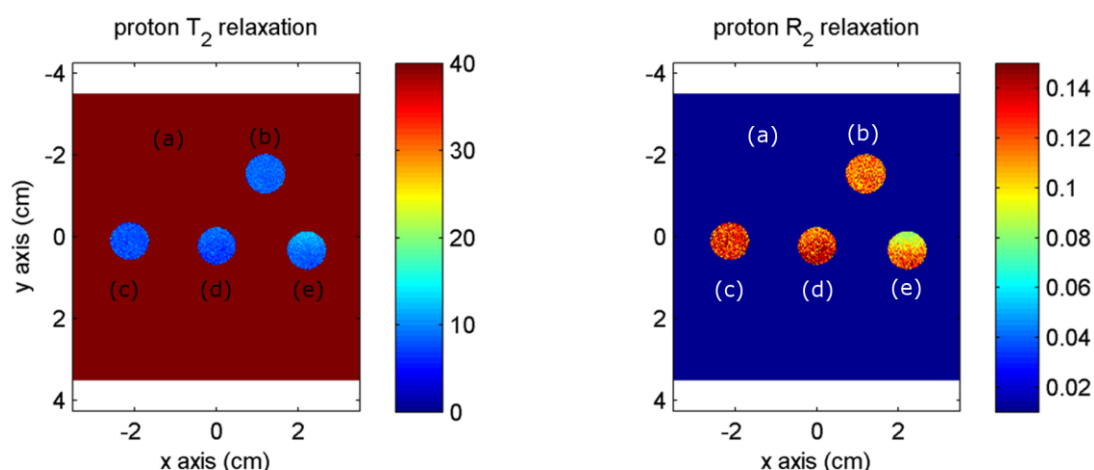 proton T₂ relaxation
-4
-2
0
2
4
y axis (cm)
-2
0
2
x axis (cm)
(a)
(b)
(c)
(d)
(e)
40
30
20
10
0
proton R₂ relaxation
-4
-2
0
2
4
y axis (cm)
-2
0
2
x axis (cm)
(a)
(b)
(c)
(d)
(e)
0.14
0.12
0.1
0.08
0.06
0.04
0.02